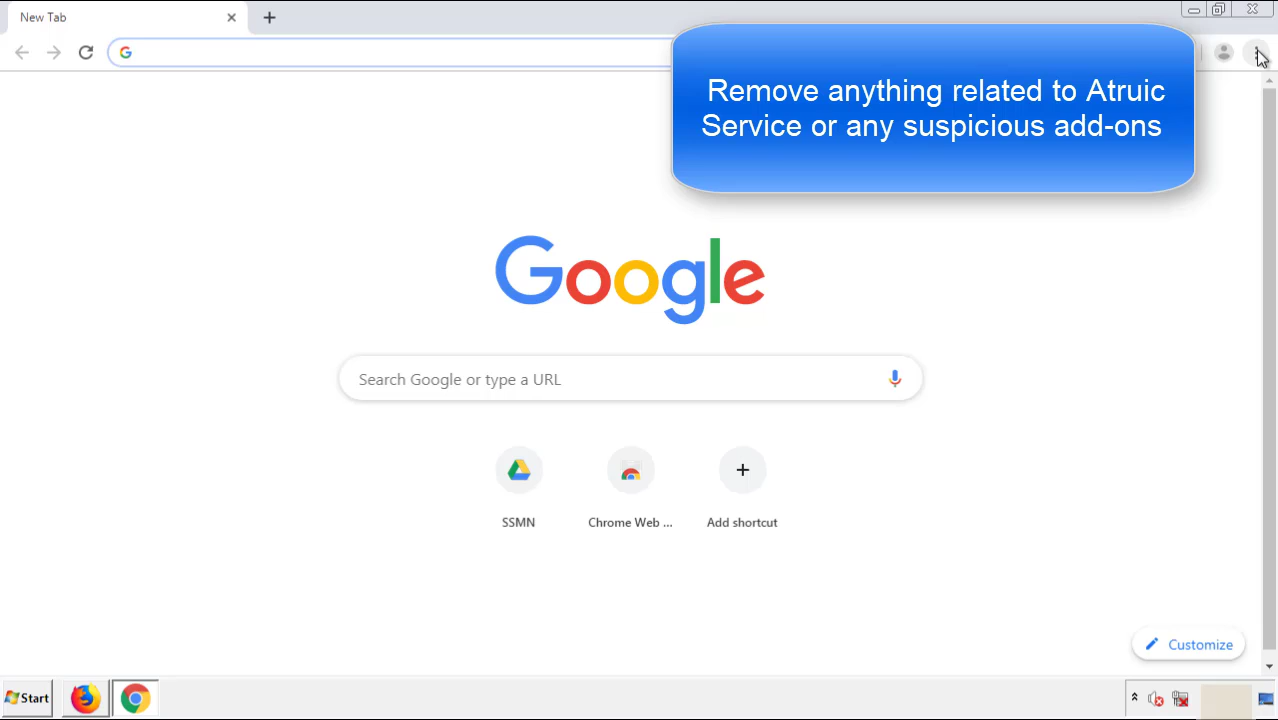 New Tab
Remove anything related to Atruic
Service or any suspicious add-ons
Google
Search Google or type a URL
SSMN
Chrome Web ...
Add shortcut
Customize
Start